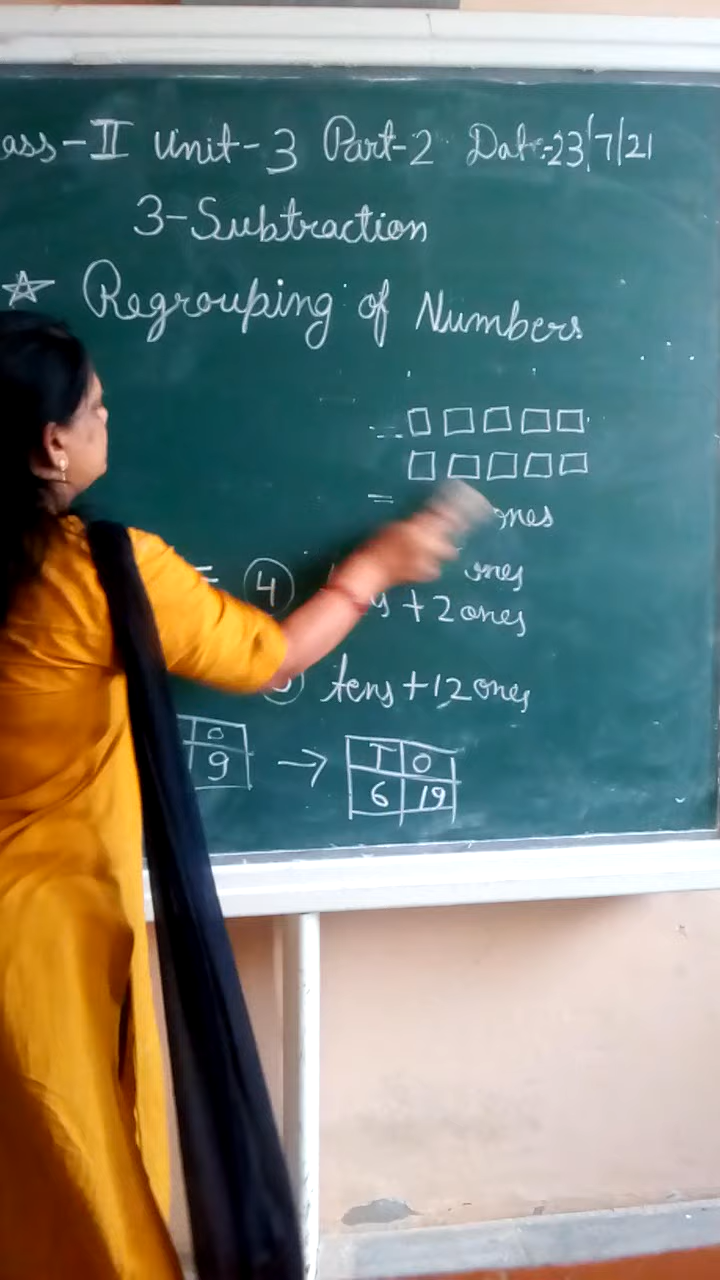 ass-II Unit-3 Part-2 Dat:-23/7/21
3-Subtraction
☆ Regrouping of Numbers
=
= ones
= 4 ones
+ 2 ones
tens + 12 ones
O → T O
9 6 19